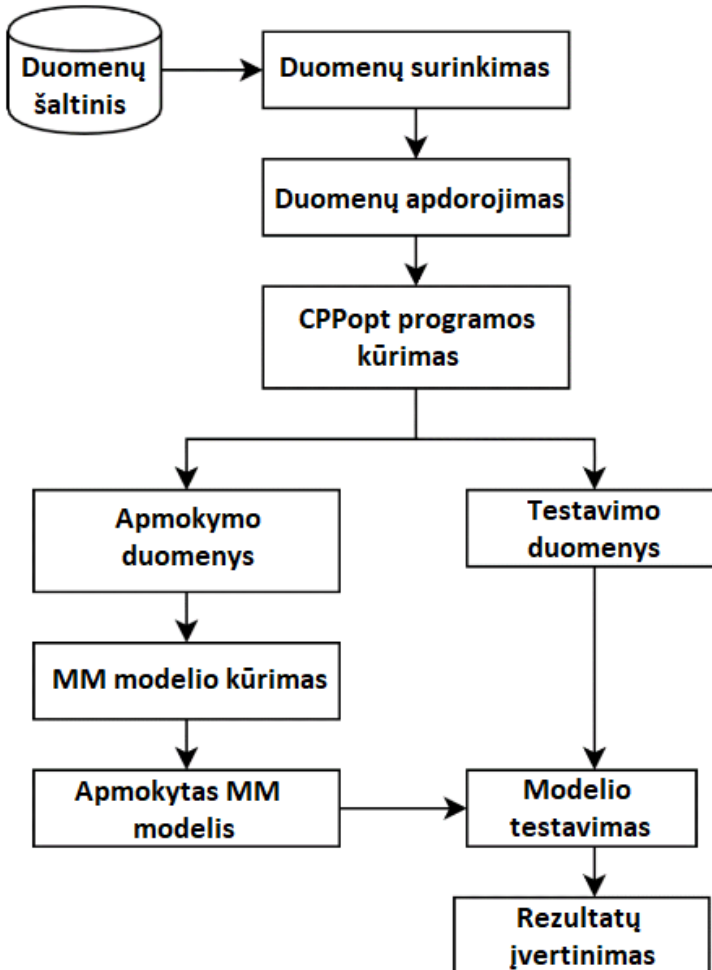 Duomenų
šaltinis
Duomenų surinkimas
Duomenų apdorojimas
CPPopt programos
kūrimas
Apmokymo
duomenys
Testavimo
duomenys
MM modelio kūrimas
Apmokytas MM
modelis
Modelio
testavimas
Rezultatų
įvertinimas